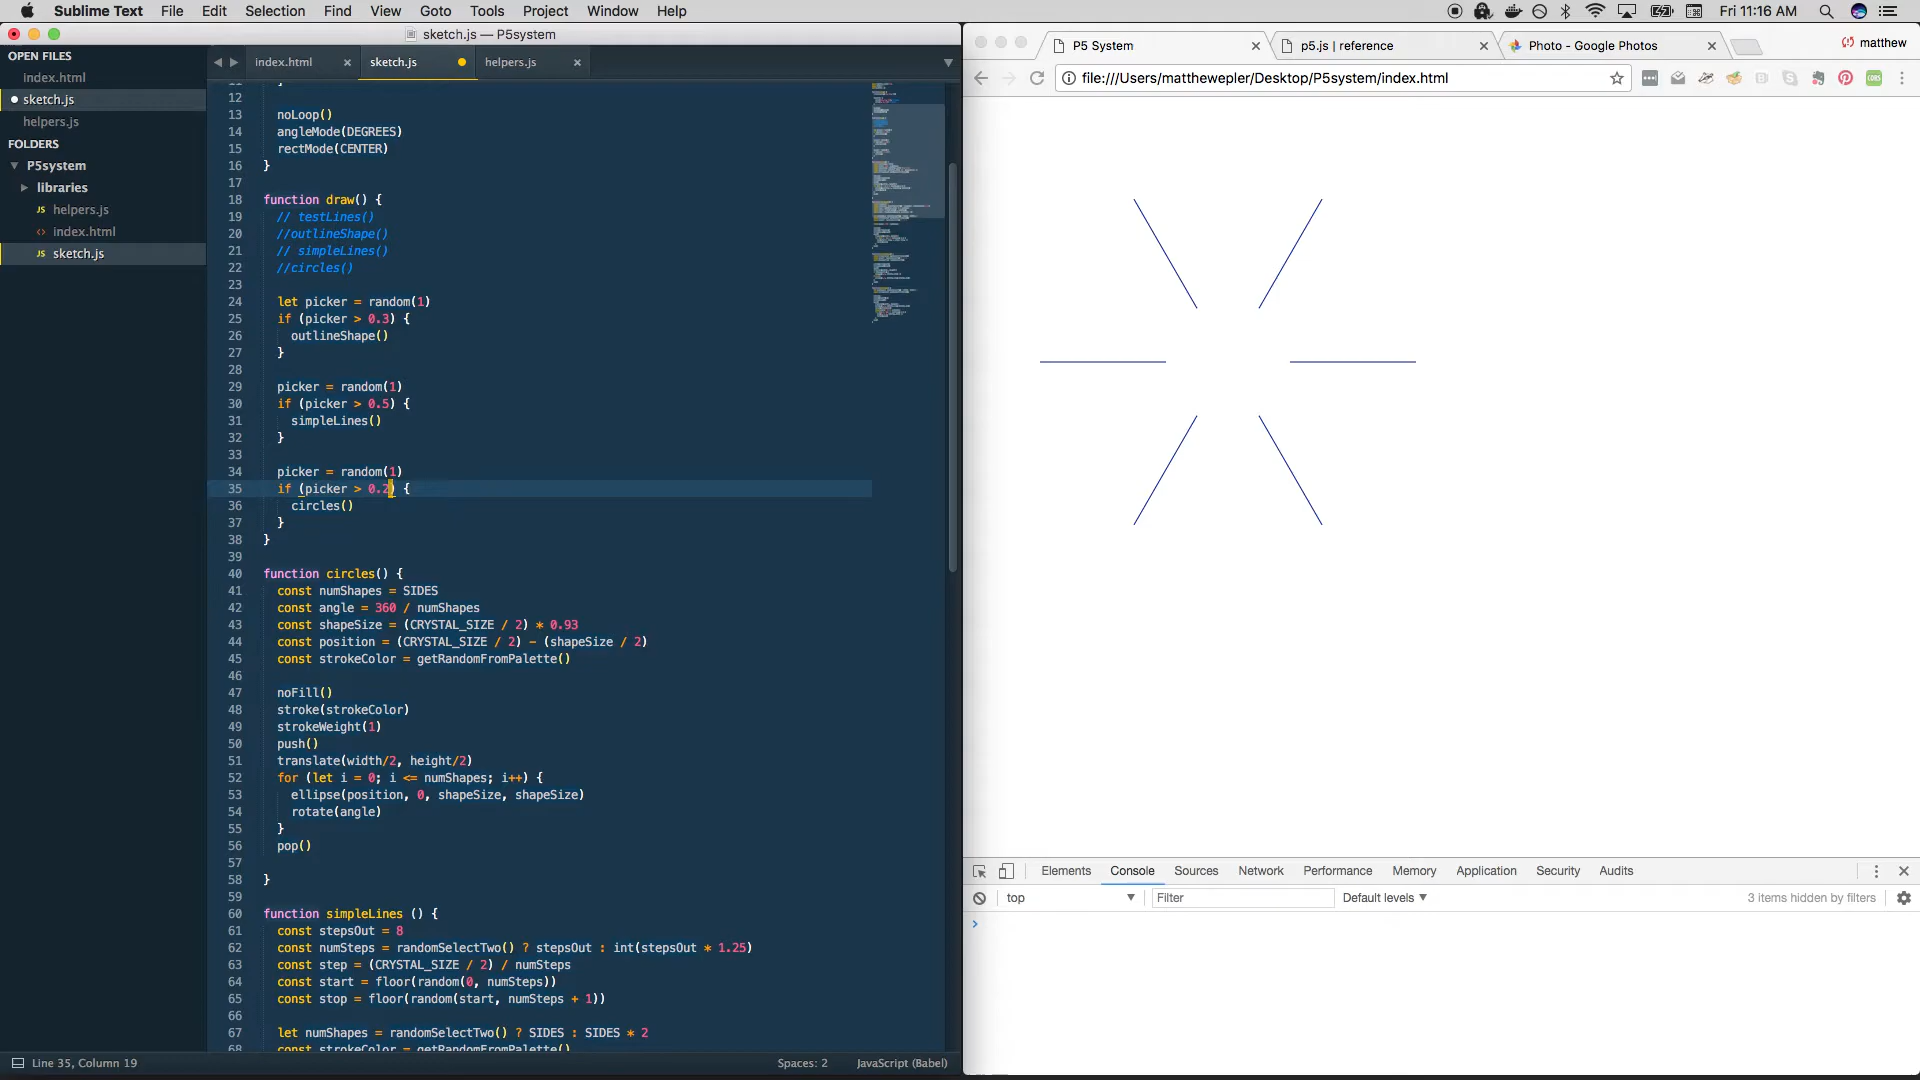 Sublime Text File Edit Selection Find View Goto Tools Project Window Help
Fri 11:16 AM
sketch.js — P5system
OPEN FILES
index.html
sketch.js
helpers.js
FOLDERS
P5system
libraries
JS helpers.js
<> index.html
JS sketch.js
index.html × sketch.js helpers.js ×
12
13 noLoop()
14 angleMode(DEGREES)
15 rectMode(CENTER)
16 }
17
18 function draw() {
19 // testLines()
20 //outlineShape()
21 // simpleLines()
22 //circles()
23
24 let picker = random(1)
25 if (picker > 0.3) {
26 outlineShape()
27 }
28
29 picker = random(1)
30 if (picker > 0.5) {
31 simpleLines()
32 }
33
34 picker = random(1)
35 if (picker > 0.2) {
36 circles()
37 }
38 }
39
40 function circles() {
41 const numShapes = SIDES
42 const angle = 360 / numShapes
43 const shapeSize = (CRYSTAL_SIZE / 2) * 0.93
44 const position = (CRYSTAL_SIZE / 2) - (shapeSize / 2)
45 const strokeColor = getRandomFromPalette()
46
47 noFill()
48 stroke(strokeColor)
49 strokeWeight(1)
50 push()
51 translate(width/2, height/2)
52 for (let i = 0; i <= numShapes; i++) {
53 ellipse(position, 0, shapeSize, shapeSize)
54 rotate(angle)
55 }
56 pop()
57
58 }
59
60 function simpleLines () {
61 const stepsOut = 8
62 const numSteps = randomSelectTwo() ? stepsOut : int(stepsOut * 1.25)
63 const step = (CRYSTAL_SIZE / 2) / numSteps
64 const start = floor(random(0, numSteps))
65 const stop = floor(random(start, numSteps + 1))
66
67 let numShapes = randomSelectTwo() ? SIDES : SIDES * 2
68 const strokeColor = getRandomFromPalette()
Line 35, Column 19
Spaces: 2
JavaScript (Babel)
P5 System × p5.js | reference × Photo - Google Photos ×
matthew
file:///Users/matthewepler/Desktop/P5system/index.html
Elements Console Sources Network Performance Memory Application Security Audits
top Filter Default levels 3 items hidden by filters